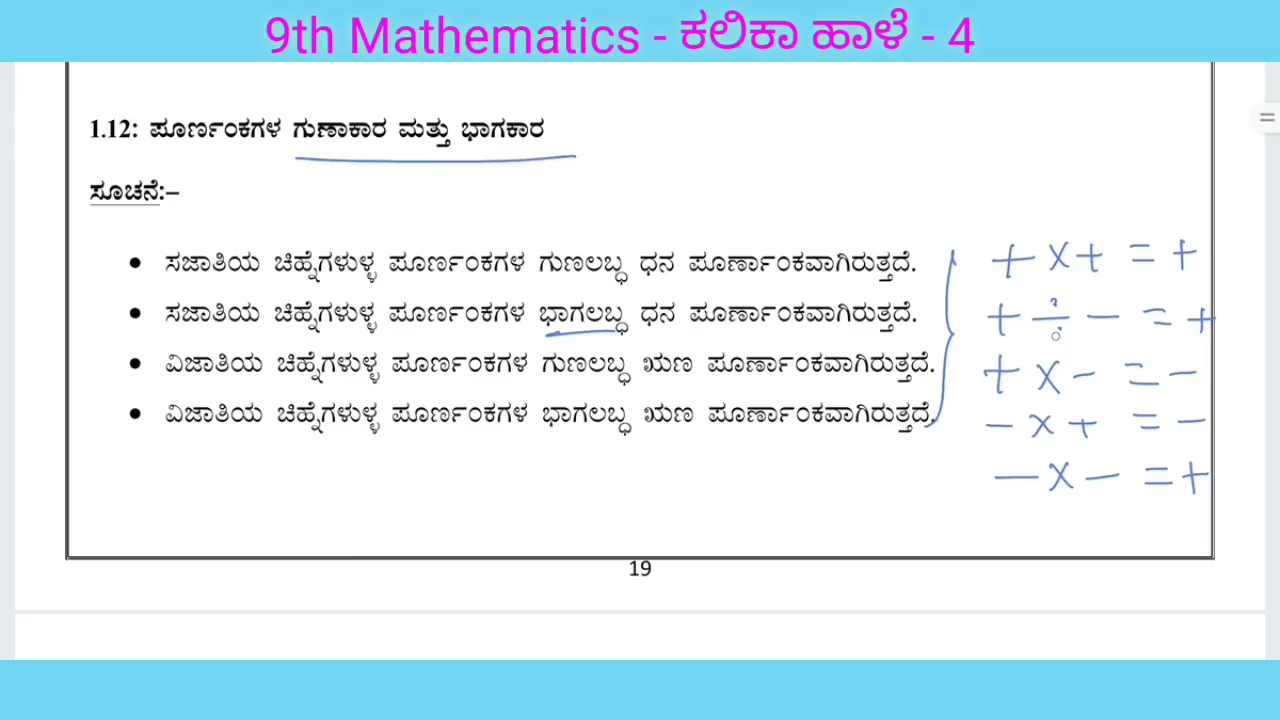 9th Mathematics - ಕಲಿಕಾ ಹಾಳೆ - 4
1.12: ಪೂರ್ಣಂಕಗಳ ಗುಣಾಕಾರ ಮತ್ತು ಭಾಗಕಾರ
ಸೂಚನೆ:–
• ಸಜಾತಿಯ ಚಿಹ್ನೆಗಳುಳ್ಳ ಪೂರ್ಣಂಕಗಳ ಗುಣಲಬ್ಧ ಧನ ಪೂರ್ಣಾಂಕವಾಗಿರುತ್ತದೆ.
+ × + = +
• ಸಜಾತಿಯ ಚಿಹ್ನೆಗಳುಳ್ಳ ಪೂರ್ಣಂಕಗಳ ಭಾಗಲಬ್ಧ ಧನ ಪೂರ್ಣಾಂಕವಾಗಿರುತ್ತದೆ.
+ ÷ − = +
• ವಿಜಾತಿಯ ಚಿಹ್ನೆಗಳುಳ್ಳ ಪೂರ್ಣಂಕಗಳ ಗುಣಲಬ್ಧ ಋಣ ಪೂರ್ಣಾಂಕವಾಗಿರುತ್ತದೆ.
+ × − = −
• ವಿಜಾತಿಯ ಚಿಹ್ನೆಗಳುಳ್ಳ ಪೂರ್ಣಂಕಗಳ ಭಾಗಲಬ್ಧ ಋಣ ಪೂರ್ಣಾಂಕವಾಗಿರುತ್ತದೆ.
− × + = −
− × − = +
19